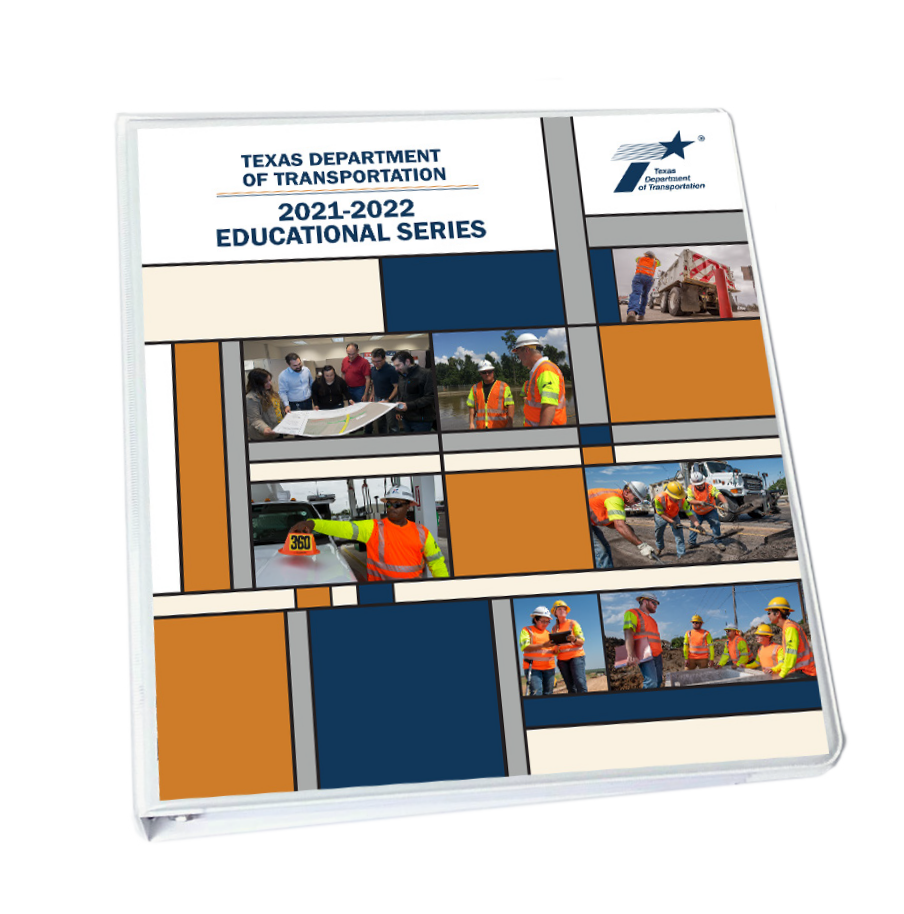 TEXAS DEPARTMENT
OF TRANSPORTATION
2021-2022
EDUCATIONAL SERIES
®
Texas
Department
of Transportation
360